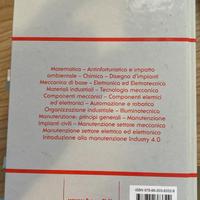 Matematica – Antinfortunistica e impatto
ambientale – Chimica – Disegno d'impianti
Meccanica di base – Elettronica ed Elettrotecnica
Materiali industriali – Tecnologia meccanica
Componenti meccanici – Componenti elettrici
ed elettronici – Automazione e robotica
Organizzazione industriale – Illuminotecnica
Manutenzione: principi generali – Manutenzione
impianti civili – Manutenzione settore meccanico
Manutenzione settore elettrico ed elettronico
Introduzione alla manutenzione Industry 4.0